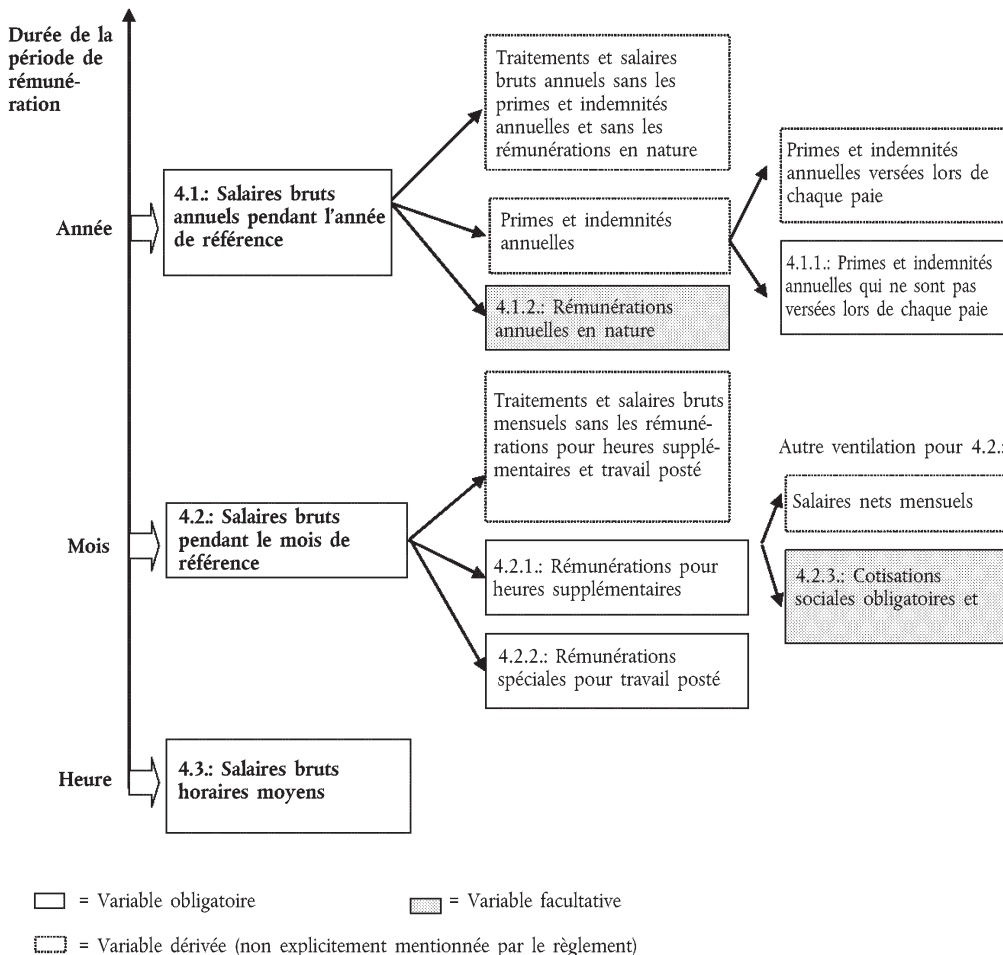 Durée de la
période de
rémuné-
ration
Année
4.1.: Salaires bruts
annuels pendant l'année
de référence
Traitements et salaires
bruts annuels sans les
primes et indemnités
annuelles et sans les
rémunérations en nature
Primes et indemnités
annuelles
4.1.2.: Rémunérations
annuelles en nature
Primes et indemnités
annuelles versées lors de
chaque paie
4.1.1.: Primes et indemnités
annuelles qui ne sont pas
versées lors de chaque paie
Mois
4.2.: Salaires bruts
pendant le mois de
référence
Traitements et salaires bruts
mensuels sans les rémuné-
rations pour heures supplé-
mentaires et travail posté
4.2.1.: Rémunérations pour
heures supplémentaires
4.2.2.: Rémunérations
spéciales pour travail posté
Autre ventilation pour 4.2.:
Salaires nets mensuels
4.2.3.: Cotisations
sociales obligatoires et
Heure
4.3.: Salaires bruts
horaires moyens
= Variable obligatoire
= Variable facultative
= Variable dérivée (non explicitement mentionnée par le règlement)